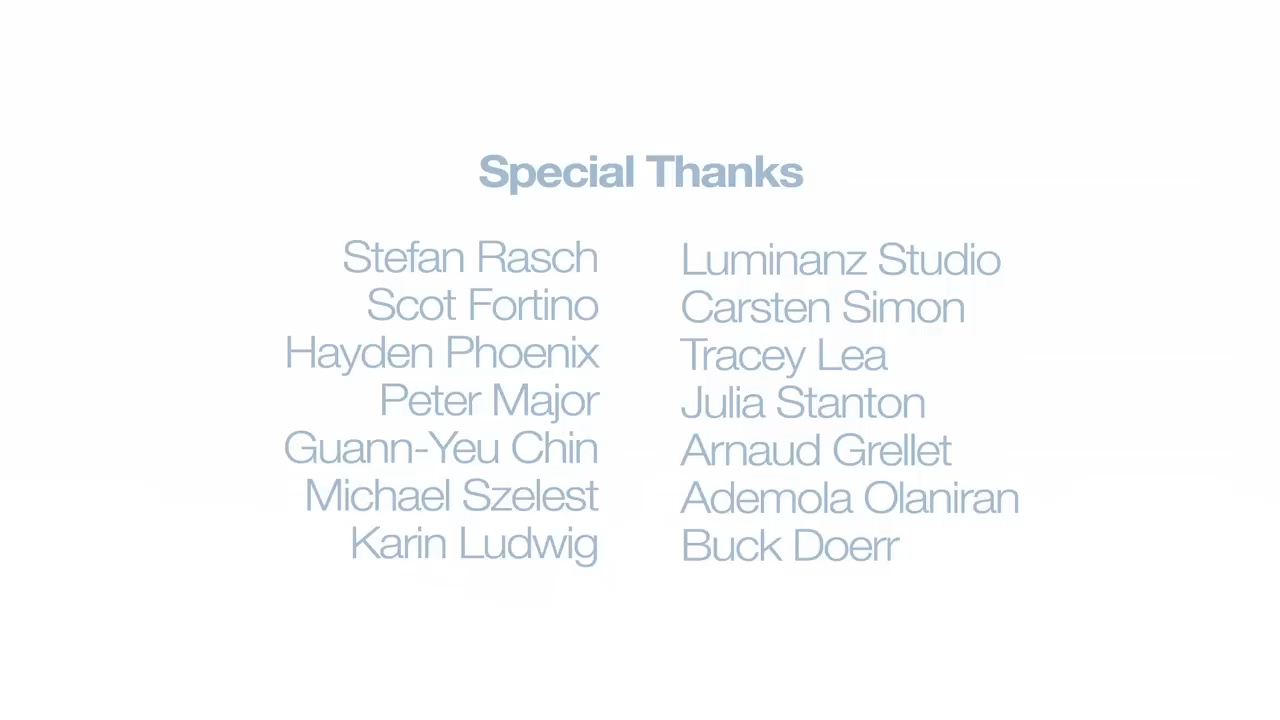 Special Thanks
Stefan Rasch
Scot Fortino
Hayden Phoenix
Peter Major
Guann-Yeu Chin
Michael Szelest
Karin Ludwig
Luminanz Studio
Carsten Simon
Tracey Lea
Julia Stanton
Arnaud Grellet
Ademola Olaniran
Buck Doerr